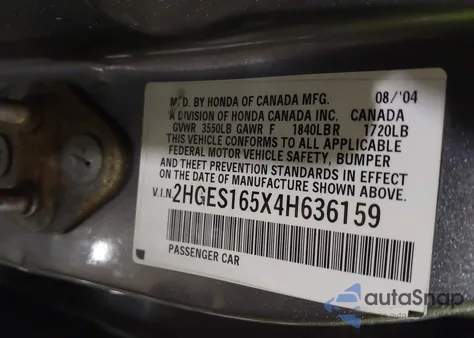 MFD. BY HONDA OF CANADA MFG. 08/'04
A DIVISION OF HONDA CANADA INC. CANADA
GVWR 3550LB GAWR F 1840LBR 1720LB
THIS VEHICLE CONFORMS TO ALL APPLICABLE
FEDERAL MOTOR VEHICLE SAFETY, BUMPER
AND THEFT PREVENTION STANDARDS IN EFFECT
ON THE DATE OF MANUFACTURE SHOWN ABOVE.
V.I.N 2HGES165X4H636159
PASSENGER CAR
autoSnap